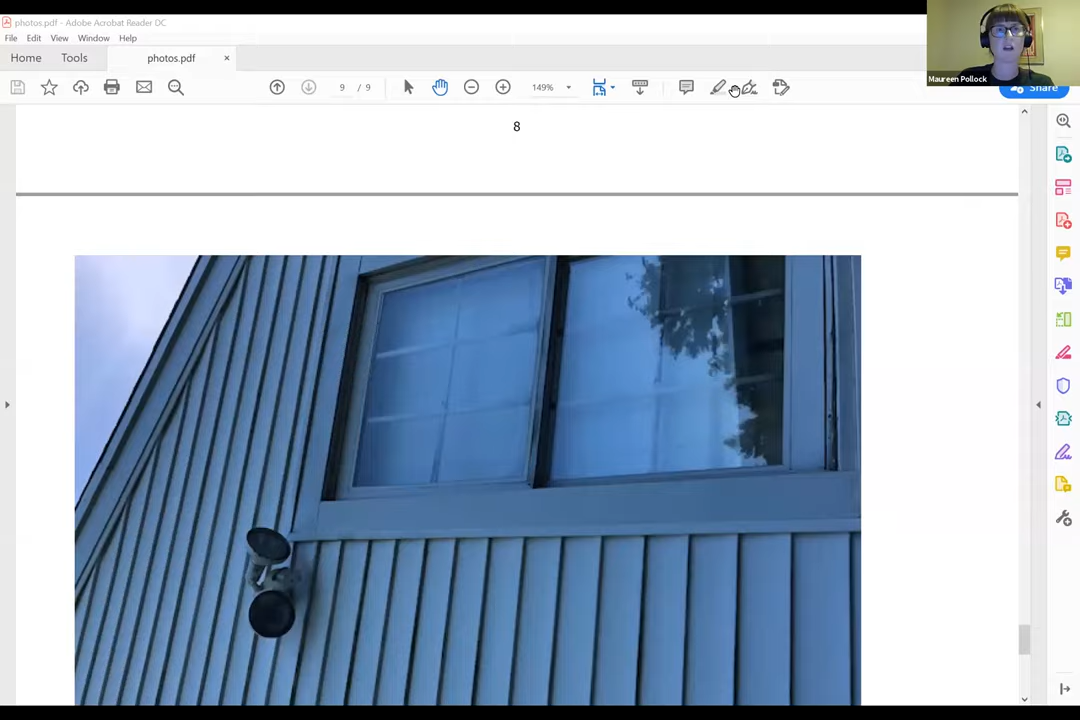 photos.pdf - Adobe Acrobat Reader DC
File Edit View Window Help
Home Tools photos.pdf ×
9 / 9 149% Share
Maureen Pollock
8